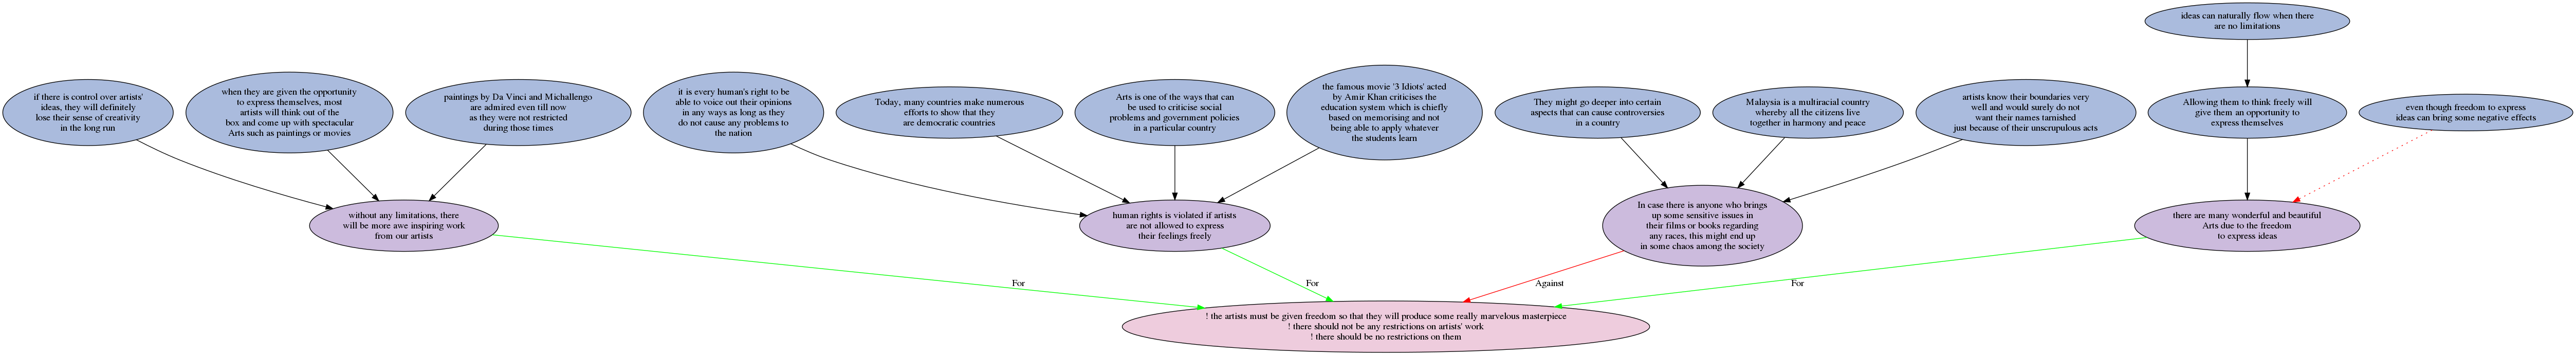 ideas can naturally flow when there
are no limitations
if there is control over artists'
ideas, they will definitely
lose their sense of creativity
in the long run
when they are given the opportunity
to express themselves, most
artists will think out of the
box and come up with spectacular
Arts such as paintings or movies
paintings by Da Vinci and Michallengo
are admired even till now
as they were not restricted
during those times
it is every human's right to be
able to voice out their opinions
in any ways as long as they
do not cause any problems to
the nation
Today, many countries make numerous
efforts to show that they
are democratic countries
Arts is one of the ways that can
be used to criticise social
problems and government policies
in a particular country
the famous movie '3 Idiots' acted
by Amir Khan criticises the
education system which is chiefly
based on memorising and not
being able to apply whatever
the students learn
They might go deeper into certain
aspects that can cause controversies
in a country
Malaysia is a multiracial country
whereby all the citizens live
together in harmony and peace
artists know their boundaries very
well and would surely do not
want their names tarnished
just because of their unscrupulous acts
Allowing them to think freely will
give them an opportunity to
express themselves
even though freedom to express
ideas can bring some negative effects
without any limitations, there
will be more awe inspiring work
from our artists
human rights is violated if artists
are not allowed to express
their feelings freely
In case there is anyone who brings
up some sensitive issues in
their films or books regarding
any races, this might end up
in some chaos among the society
there are many wonderful and beautiful
Arts due to the freedom
to express ideas
For
For
Against
For
! the artists must be given freedom so that they will produce some really marvelous masterpiece
! there should not be any restrictions on artists' work
! there should be no restrictions on them